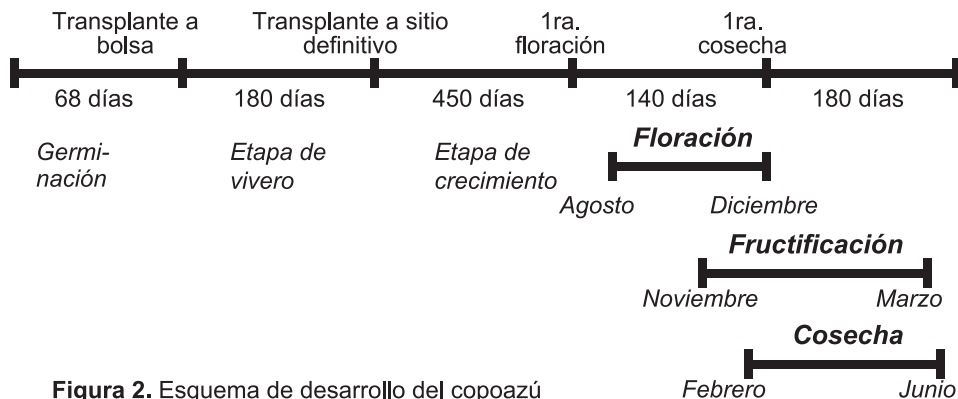 Transplante a bolsa
Transplante a sitio definitivo
1ra. floración
1ra. cosecha
68 días
180 días
450 días
140 días
180 días
Germi-
nación
Etapa de
vivero
Etapa de
crecimiento
Floración
Agosto
Diciembre
Fructificación
Noviembre
Marzo
Cosecha
Febrero
Junio
Figura 2. Esquema de desarrollo del copoazú